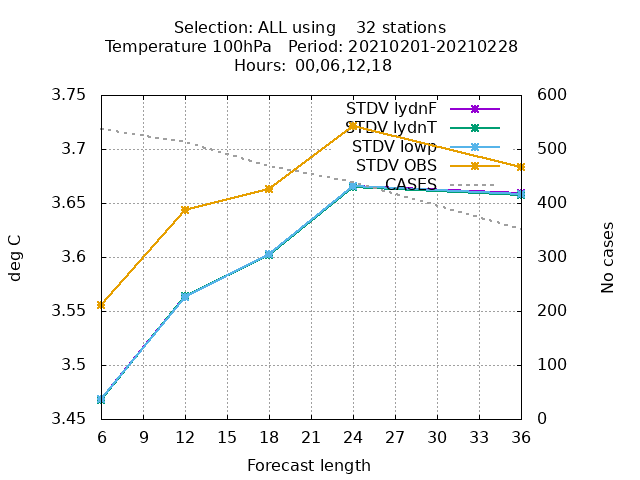 Selection: ALL using    32 stations
Temperature 100hPa   Period: 20210201-20210228
Hours:  00,06,12,18
3.75
3.7
3.65
3.6
3.55
3.5
3.45
deg C
STDV lydnF
STDV lydnT
STDV lowp
STDV OBS
CASES
600
500
400
300
200
100
0
No cases
6 9 12 15 18 21 24 27 30 33 36
Forecast length